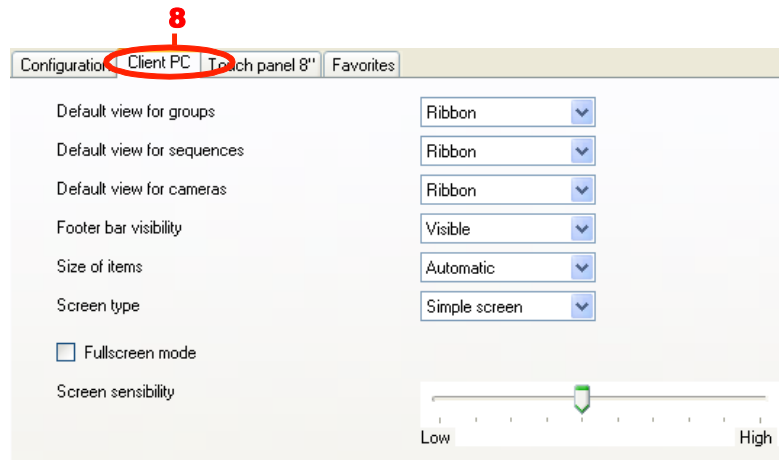 8
Configuration Client PC Touch panel 8" Favorites
Default view for groups Ribbon
Default view for sequences Ribbon
Default view for cameras Ribbon
Footer bar visibility Visible
Size of items Automatic
Screen type Simple screen
Fullscreen mode
Screen sensibility
Low High